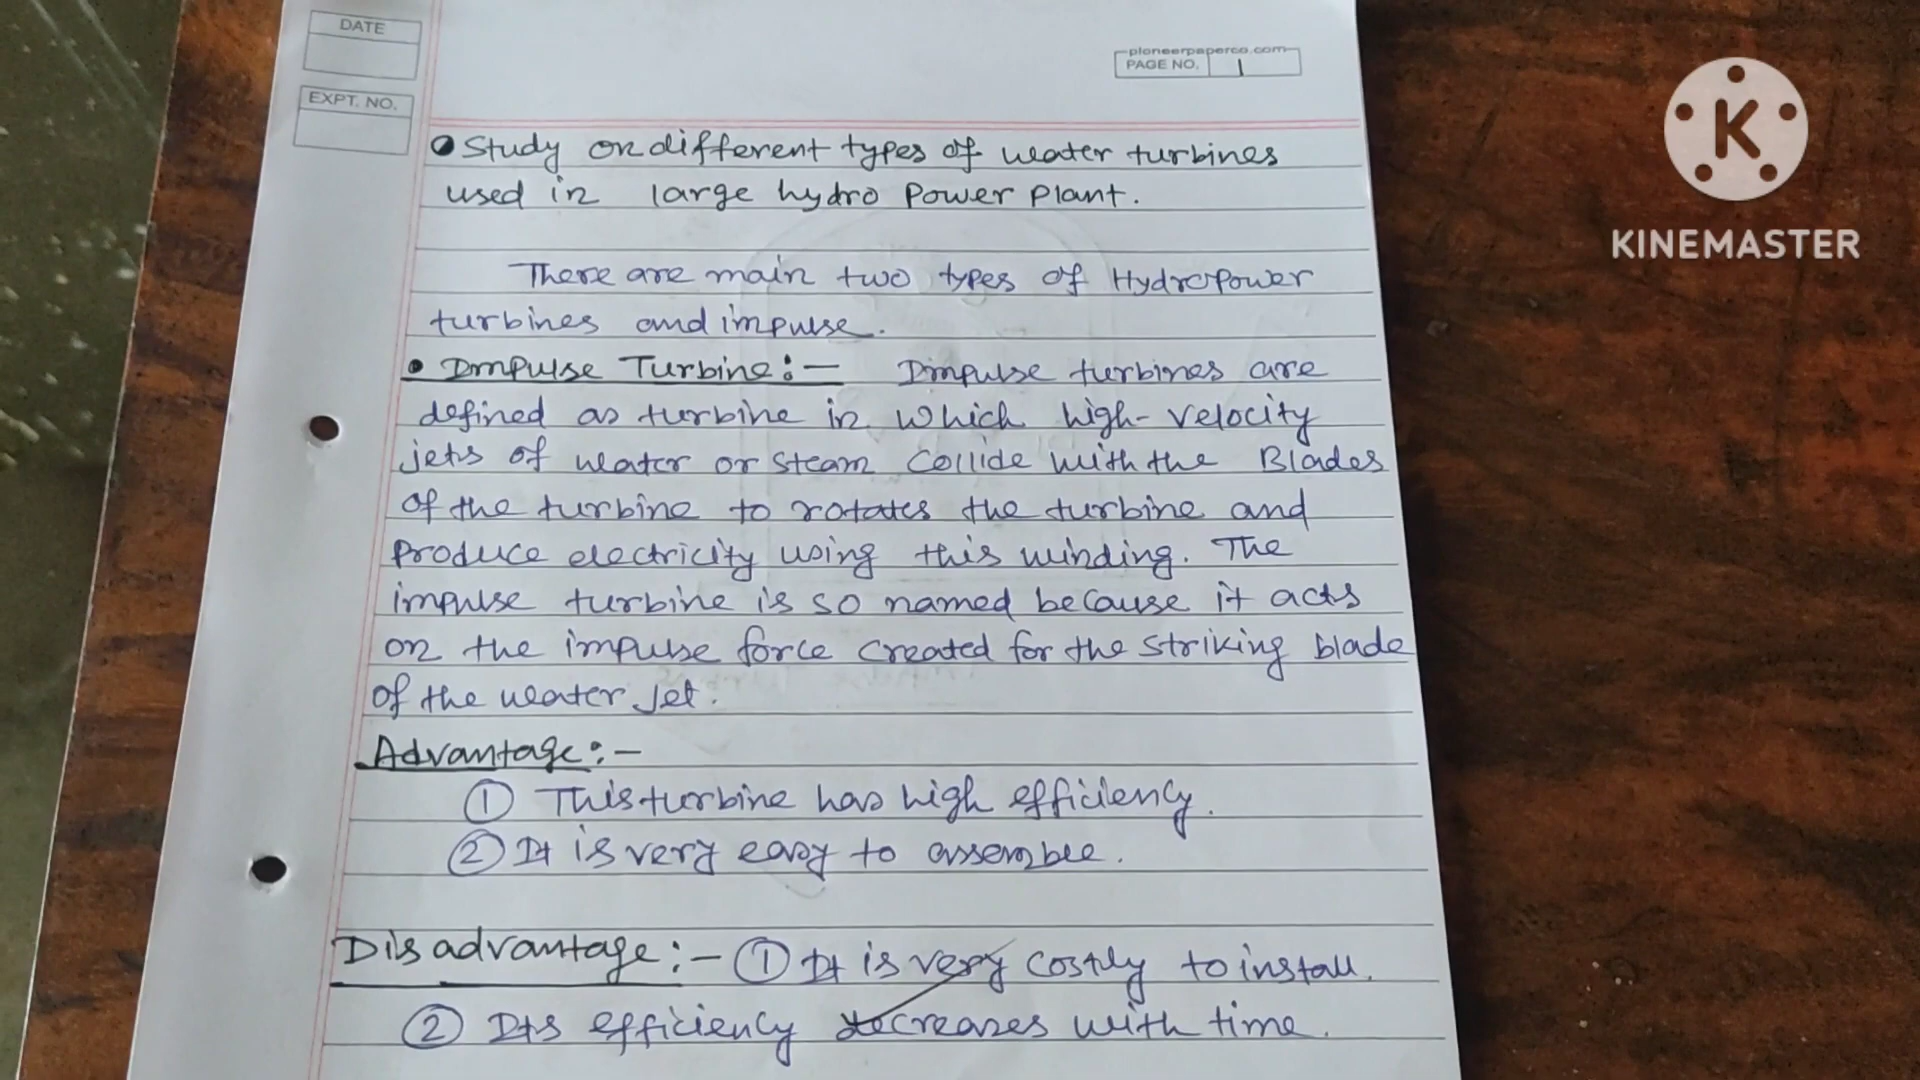 DATE
EXPT. NO.
pioneerpaperco.com
PAGE NO. 1
Study on different types of water turbines
used in large hydro Power Plant.
There are main two types of Hydropower
turbines and impulse.
Impulse Turbine:- Impulse turbines are
defined as turbine in which high-velocity
jets of water or steam collide with the Blades
of the turbine to rotates the turbine and
Produce electricity using this winding. The
impulse turbine is so named because it acts
on the impulse force created for the striking blade
of the water jet.
Advantage:-
① This turbine has high efficiency.
② It is very easy to assemble.
Disadvantage:- ① It is very costly to install.
② Its efficiency decreases with time.
K
KINEMASTER